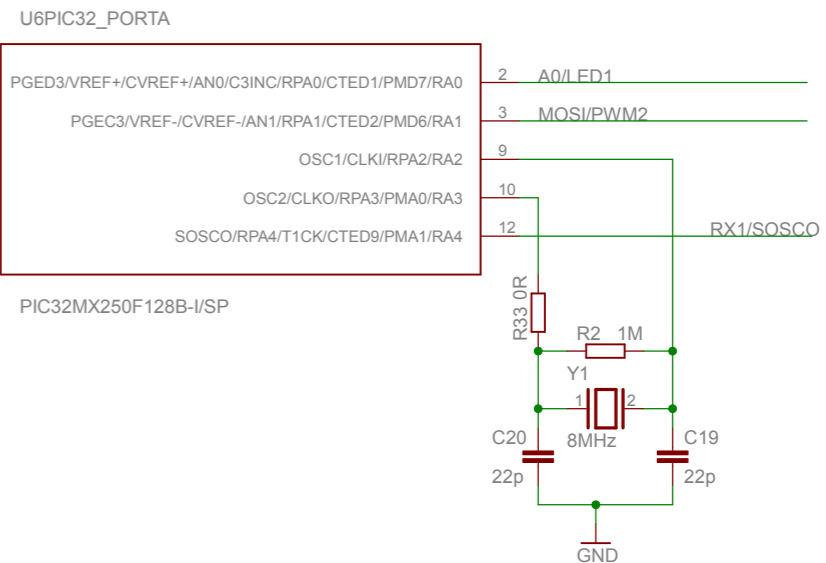 U6PIC32_PORTA
PGED3/VREF+/CVREF+/AN0/C3INC/RPA0/CTED1/PMD7/RA0 2 A0/LED1
PGEC3/VREF-/CVREF-/AN1/RPA1/CTED2/PMD6/RA1 3 MOSI/PWM2
OSC1/CLKI/RPA2/RA2 9
OSC2/CLKO/RPA3/PMA0/RA3 10
SOSCO/RPA4/T1CK/CTED9/PMA1/RA4 12 RX1/SOSCO
PIC32MX250F128B-I/SP
R33 0R
R2 1M
Y1
1 2
8MHz
C20 C19
22p 22p
GND